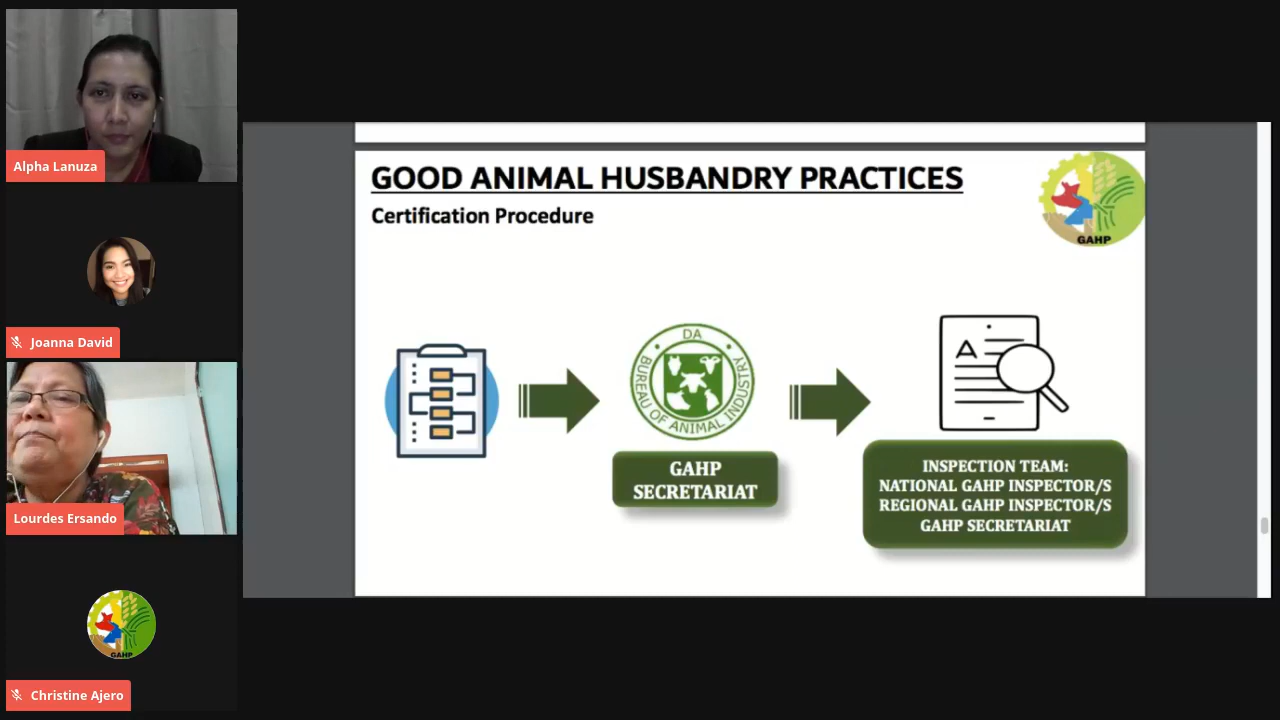 Alpha Lanuza
Joanna David
Lourdes Ersando
Christine Ajero
GAHP
GOOD ANIMAL HUSBANDRY PRACTICES
Certification Procedure
GAHP
DA
BUREAU OF ANIMAL INDUSTRY
GAHP
SECRETARIAT
A
INSPECTION TEAM:
NATIONAL GAHP INSPECTOR/S
REGIONAL GAHP INSPECTOR/S
GAHP SECRETARIAT